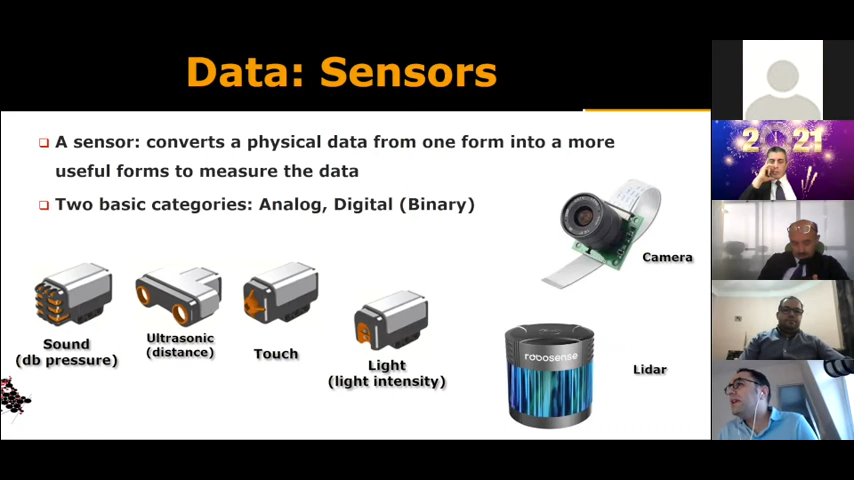 Data: Sensors
A sensor: converts a physical data from one form into a more
useful forms to measure the data
Two basic categories: Analog, Digital (Binary)
Camera
Sound
(db pressure)
Ultrasonic
(distance)
Touch
Light
(light intensity)
robosense
Lidar
2021